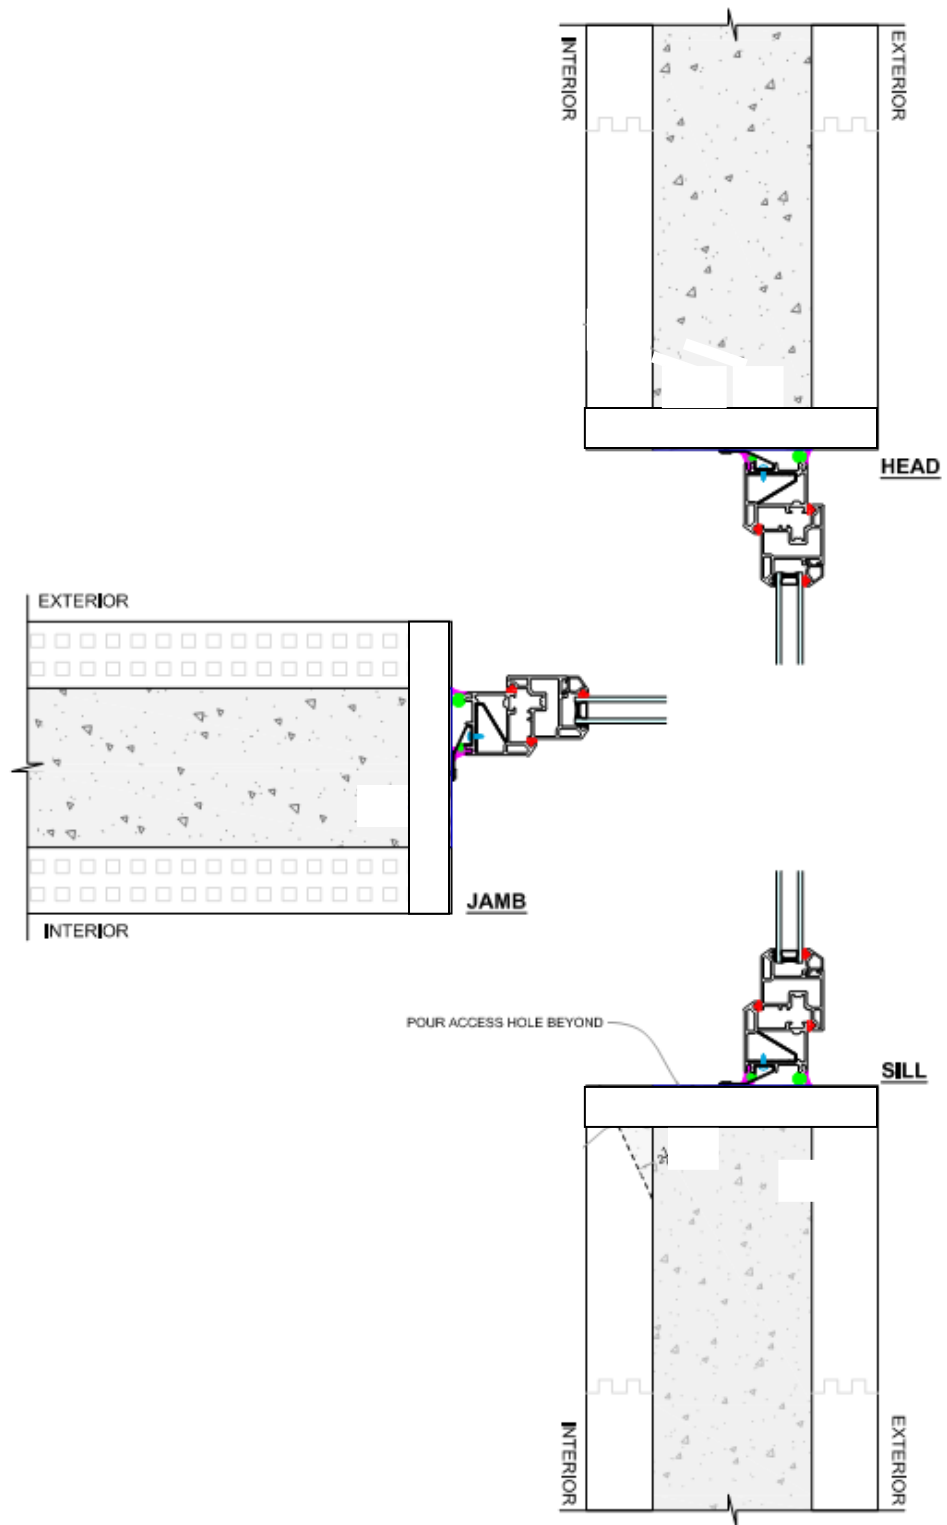 INTERIOR
EXTERIOR
HEAD
EXTERIOR
INTERIOR
JAMB
POUR ACCESS HOLE BEYOND
SILL
INTERIOR
EXTERIOR